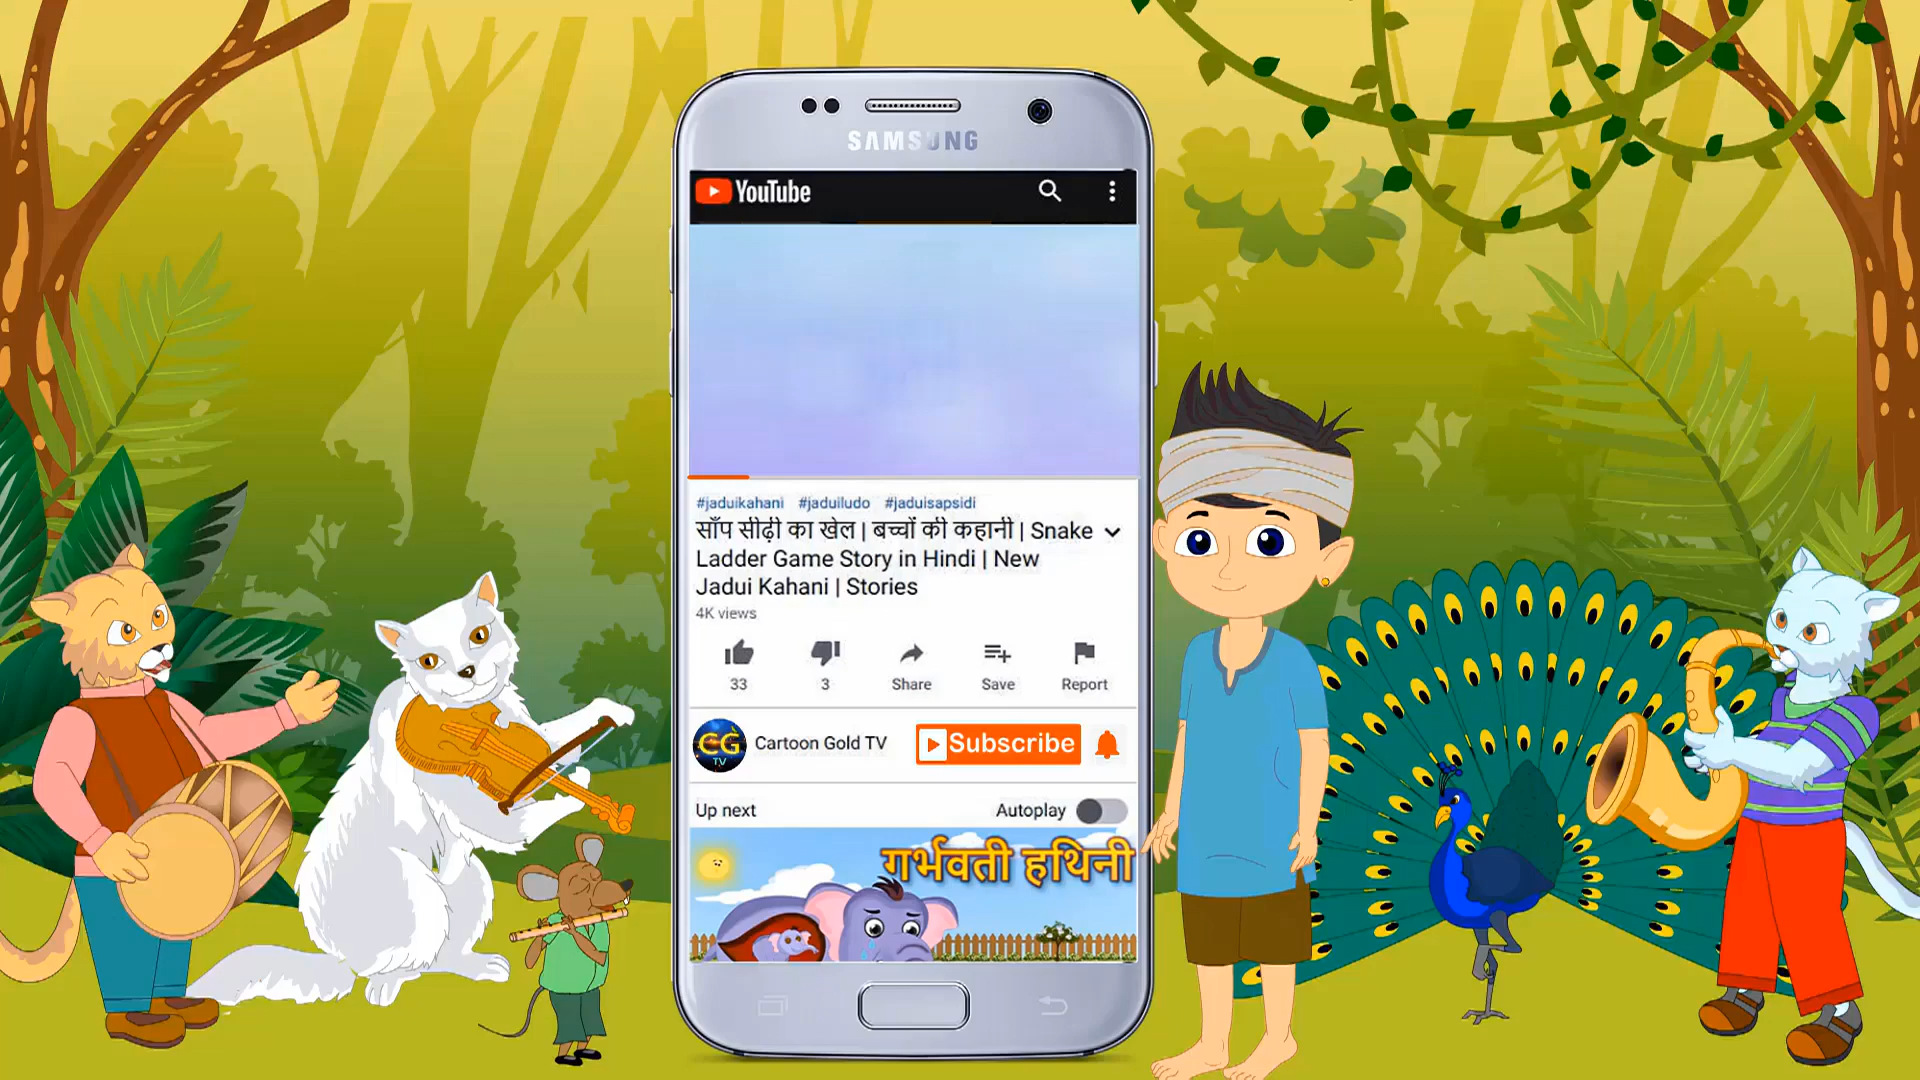 SAMSUNG
YouTube
#jaduikahani #jaduiludo #jaduisapsidi
साँप सीढ़ी का खेल | बच्चों की कहानी | Snake
Ladder Game Story in Hindi | New
Jadui Kahani | Stories
4K views
33 3 Share Save Report
CG TV
Cartoon Gold TV Subscribe
Up next Autoplay
गर्भवती हथिनी